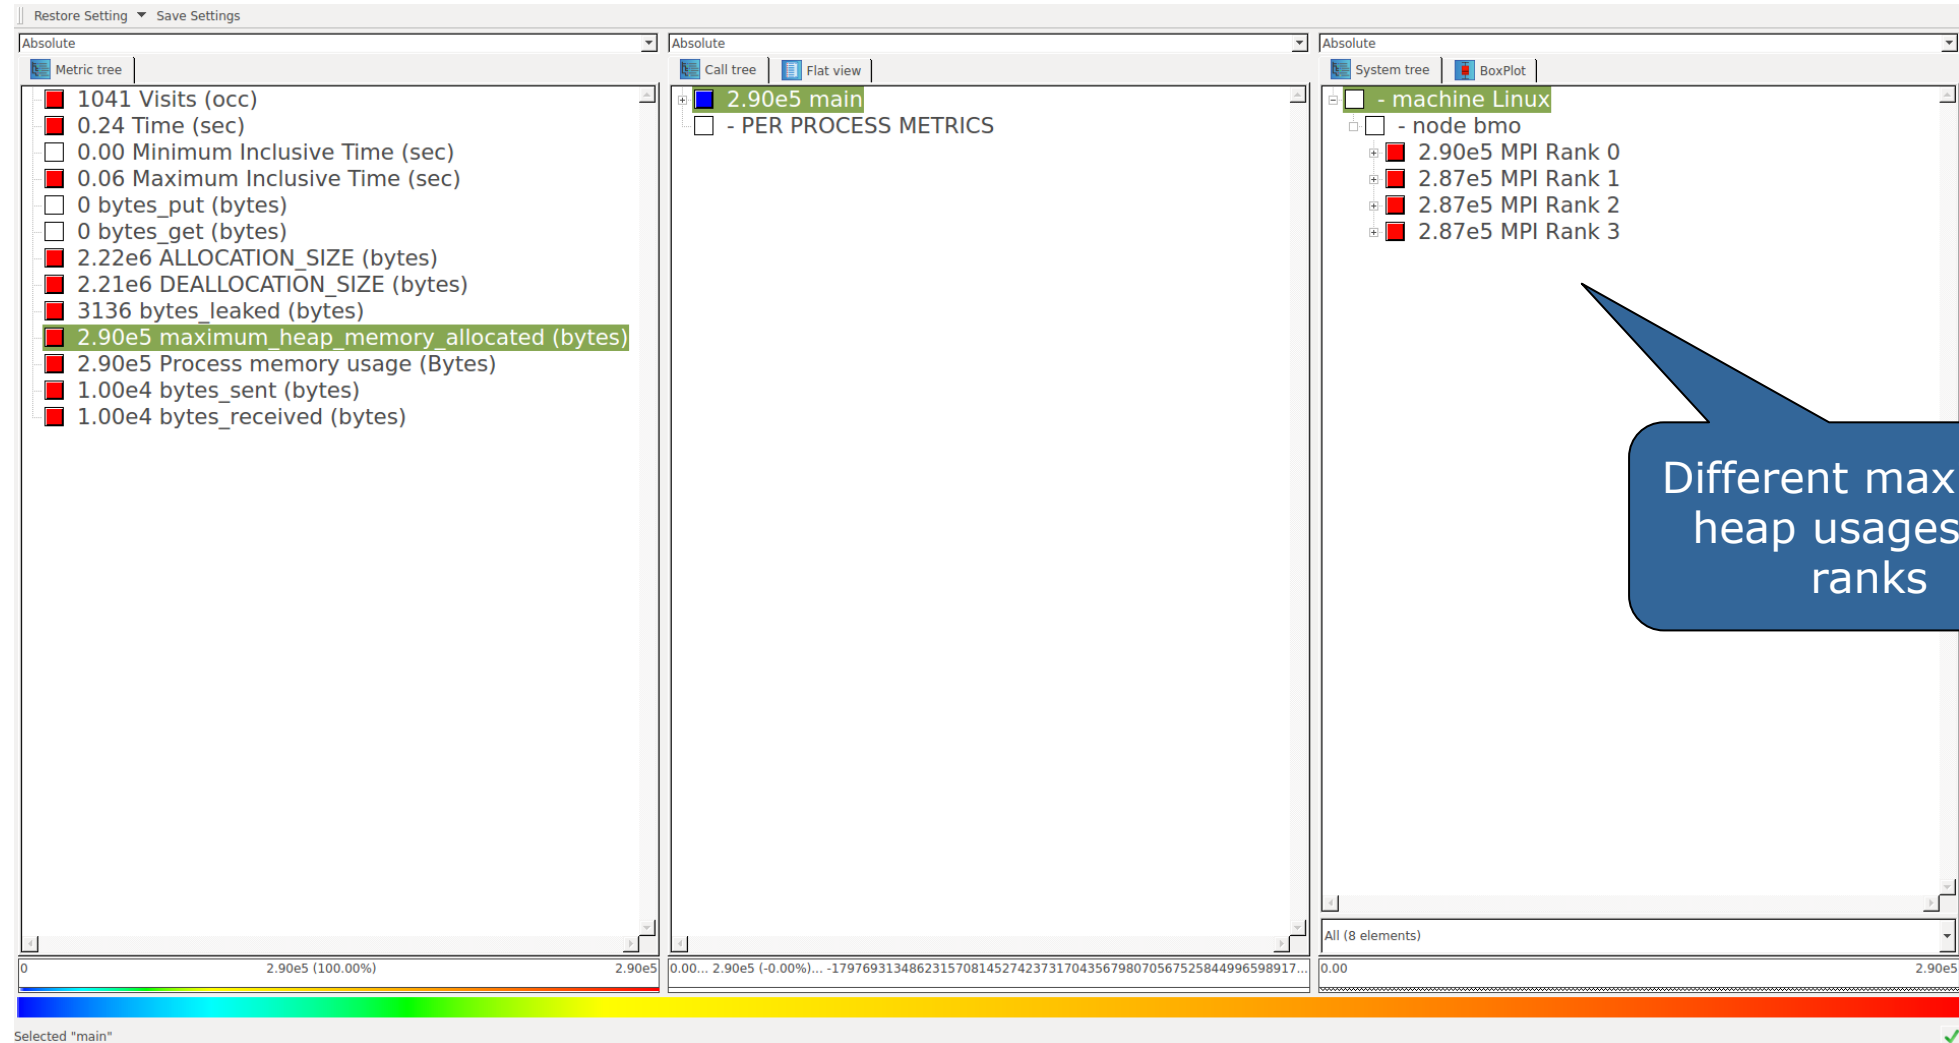 Restore Setting Save Settings
Absolute
Metric tree
1041 Visits (occ)
0.24 Time (sec)
0.00 Minimum Inclusive Time (sec)
0.06 Maximum Inclusive Time (sec)
0 bytes_put (bytes)
0 bytes_get (bytes)
2.22e6 ALLOCATION_SIZE (bytes)
2.21e6 DEALLOCATION_SIZE (bytes)
3136 bytes_leaked (bytes)
2.90e5 maximum_heap_memory_allocated (bytes)
2.90e5 Process memory usage (Bytes)
1.00e4 bytes_sent (bytes)
1.00e4 bytes_received (bytes)
0 2.90e5 (100.00%) 2.90e5
Absolute
Call tree Flat view
2.90e5 main
- PER PROCESS METRICS
0.00... 2.90e5 (-0.00%)... -17976931348623157081452742373170435679807056752584499659891​7...
Absolute
System tree BoxPlot
- machine Linux
- node bmo
2.90e5 MPI Rank 0
2.87e5 MPI Rank 1
2.87e5 MPI Rank 2
2.87e5 MPI Rank 3
Different max
heap usages
ranks
All (8 elements)
0.00 2.90e5
Selected "main"